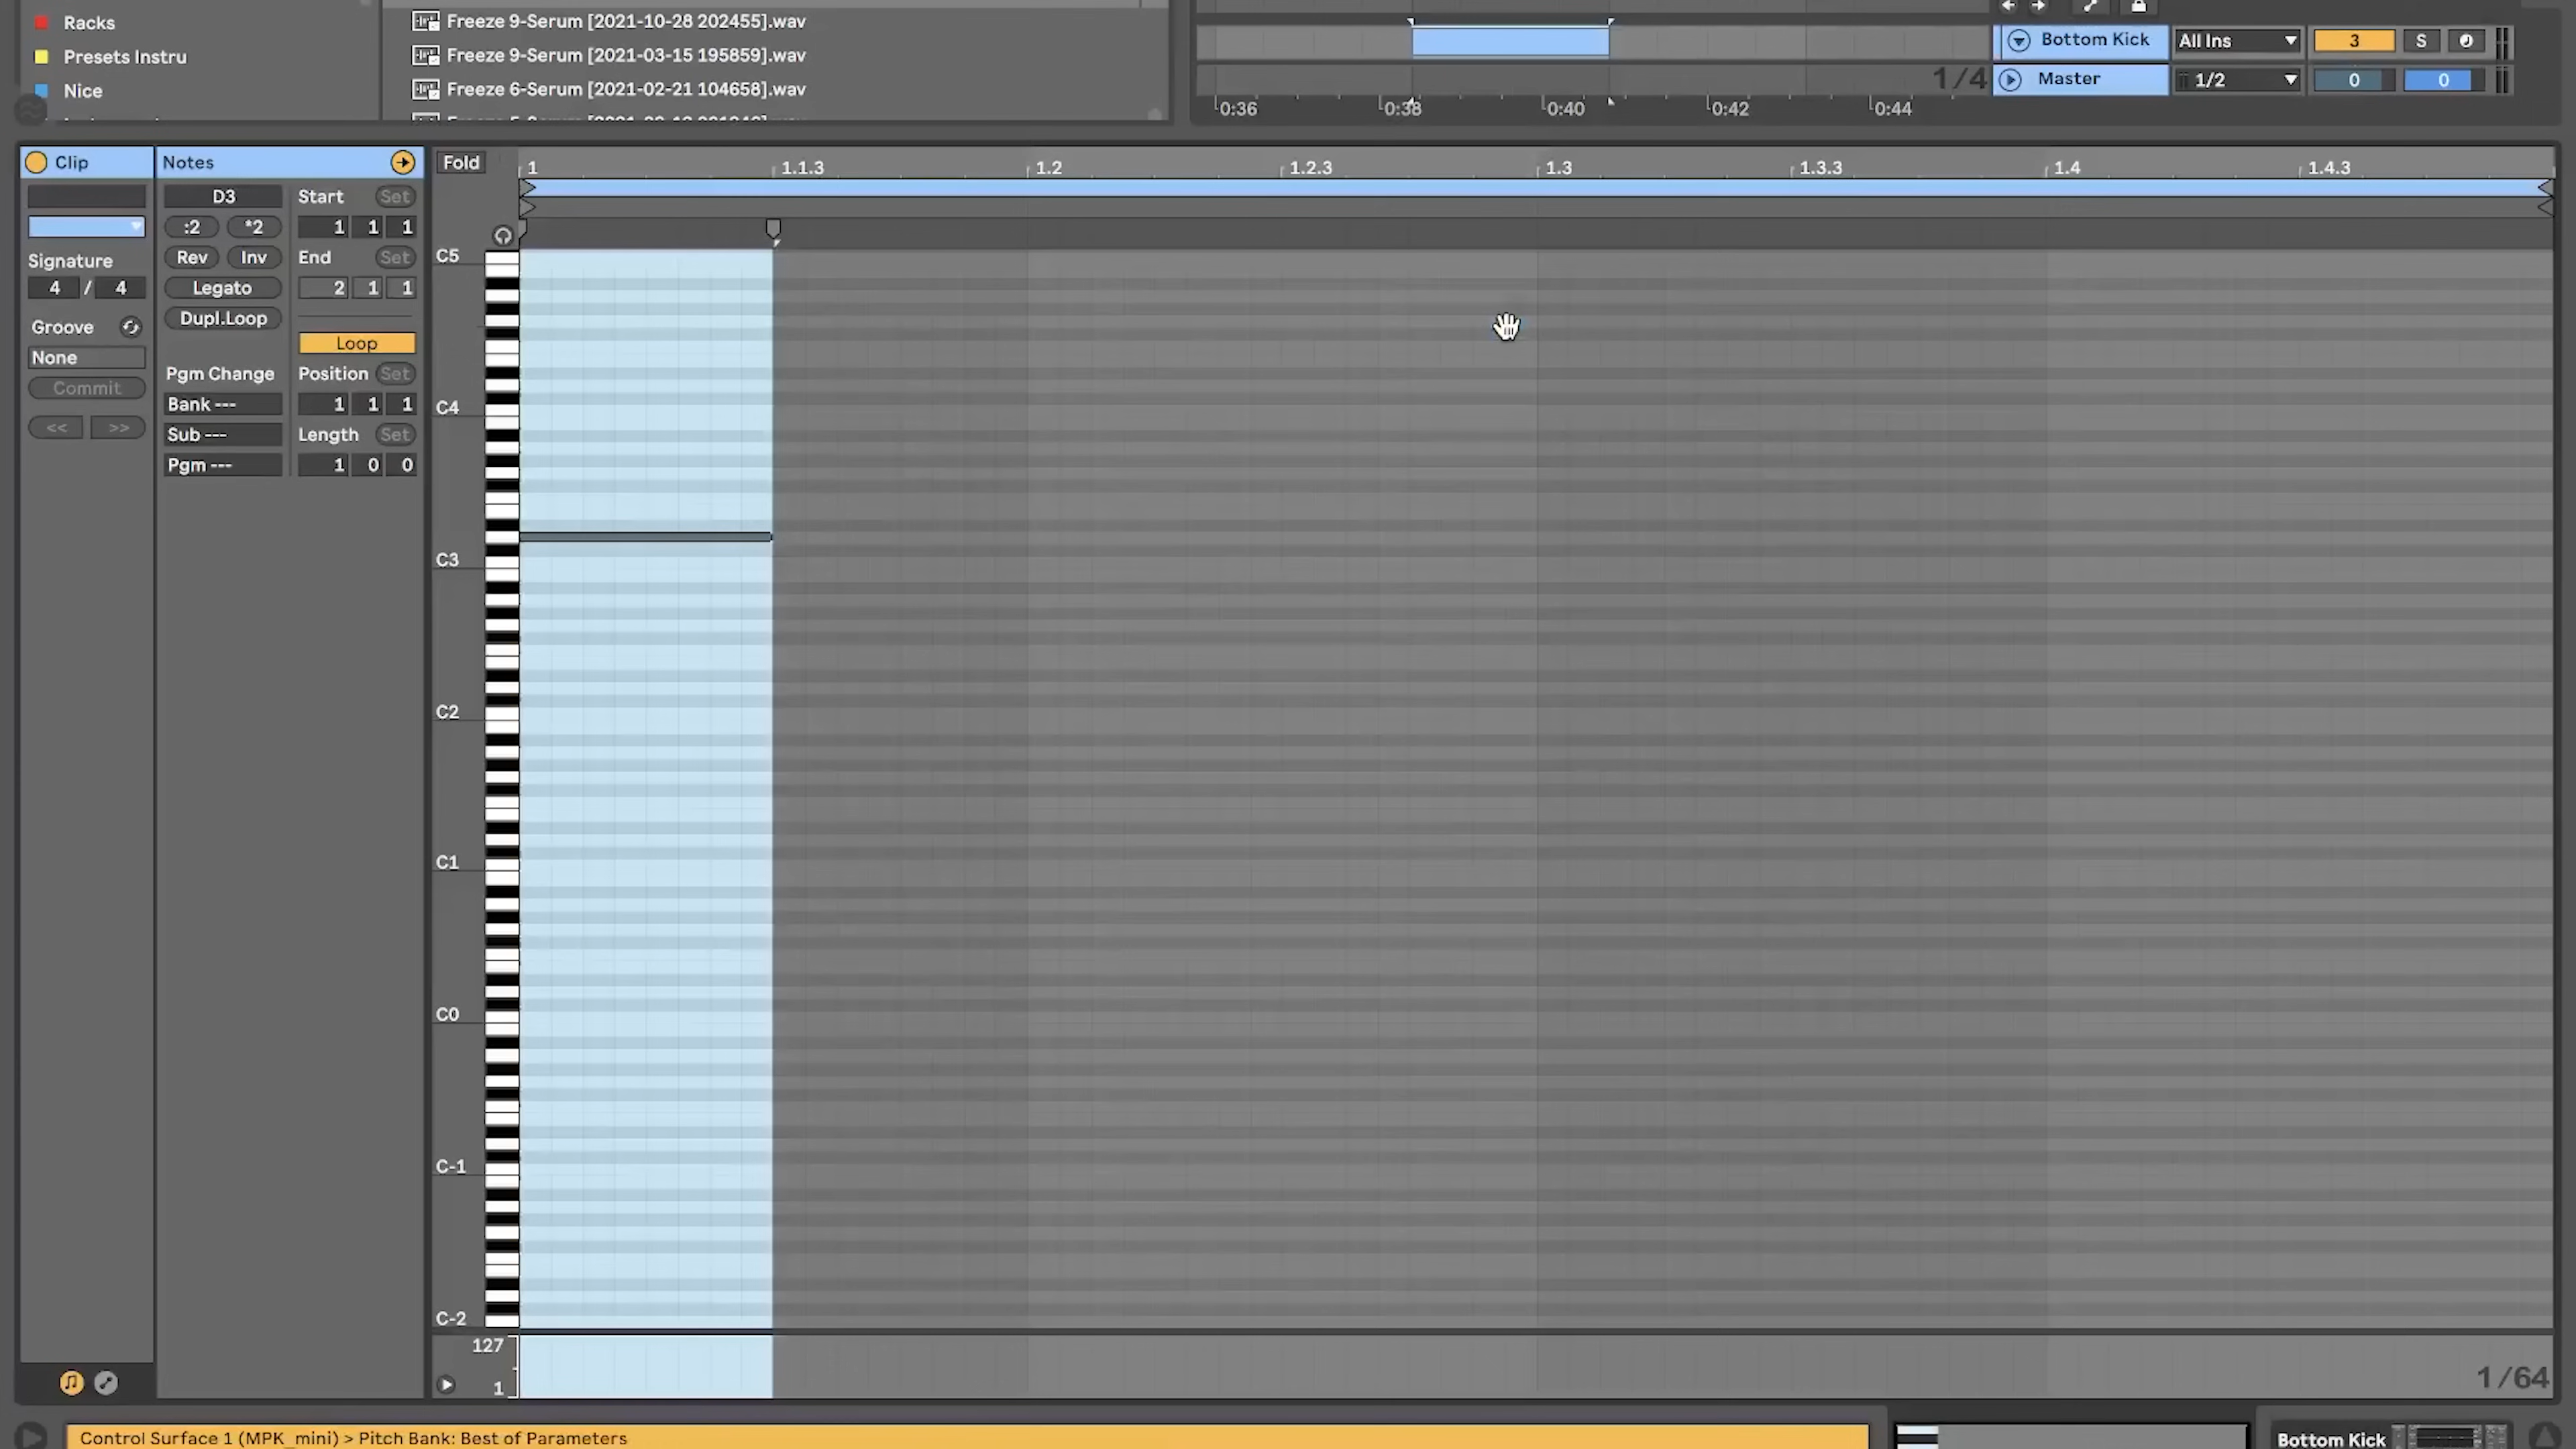 Racks
Presets Instru
Nice
Freeze 9-Serum [2021-10-28 202455].wav
Freeze 9-Serum [2021-03-15 195859].wav
Freeze 6-Serum [2021-02-21 104658].wav
Bottom Kick
All Ins
3
S
1/4
Master
1/2
0
0
0:36
0:38
0:40
0:42
0:44
Clip
Signature
4 / 4
Groove
None
Commit
<<
>>
Notes
D3
:2
*2
Rev
Inv
Legato
Dupl.Loop
Pgm Change
Bank ---
Sub ---
Pgm ---
Start Set
1 1 1
End Set
2 1 1
Loop
Position Set
1 1 1
Length Set
1 0 0
Fold
1
1.1.3
1.2
1.2.3
1.3
1.3.3
1.4
1.4.3
C5
C4
C3
C2
C1
C0
C-1
C-2
127
1
1/64
Control Surface 1 (MPK_mini) > Pitch Bank: Best of Parameters
Bottom Kick